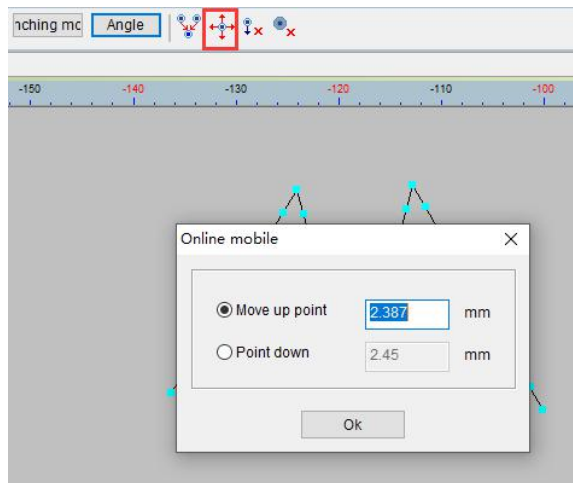 nching mc Angle
-150 -140 -130 -120 -110 -100
Online mobile
Move up point 2.387 mm
Point down 2.45 mm
Ok